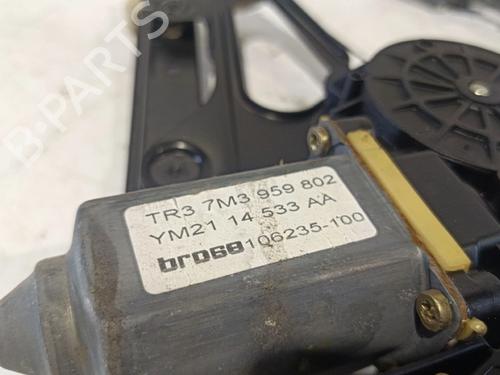 B-PARTS
TR3 7M3 959 802
YM21 14 533 AA
brose 106235-100